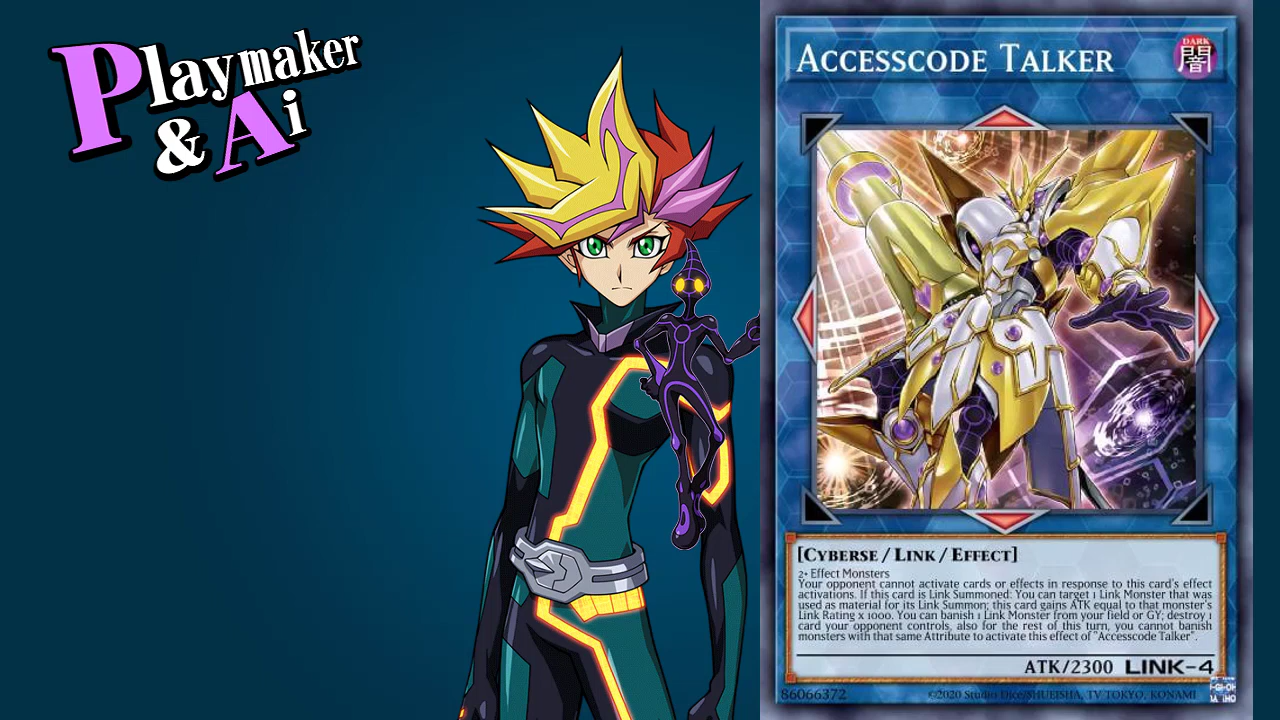 Playmaker
& Ai
ACCESSCODE TALKER
DARK
闇
[CYBERSE / LINK / EFFECT]
2+ Effect Monsters
Your opponent cannot activate cards or effects in response to this card's effect
activations. If this card is Link Summoned: You can target 1 Link Monster that was
used as material for its Link Summon; this card gains ATK equal to that monster's
Link Rating x 1000. You can banish 1 Link Monster from your field or GY; destroy 1
card your opponent controls, also for the rest of this turn, you cannot banish
monsters with that same Attribute to activate this effect of "Accesscode Talker".
ATK/2300 LINK-4
86066372
©2020 Studio Dice/SHUEISHA, TV TOKYO, KONAMI